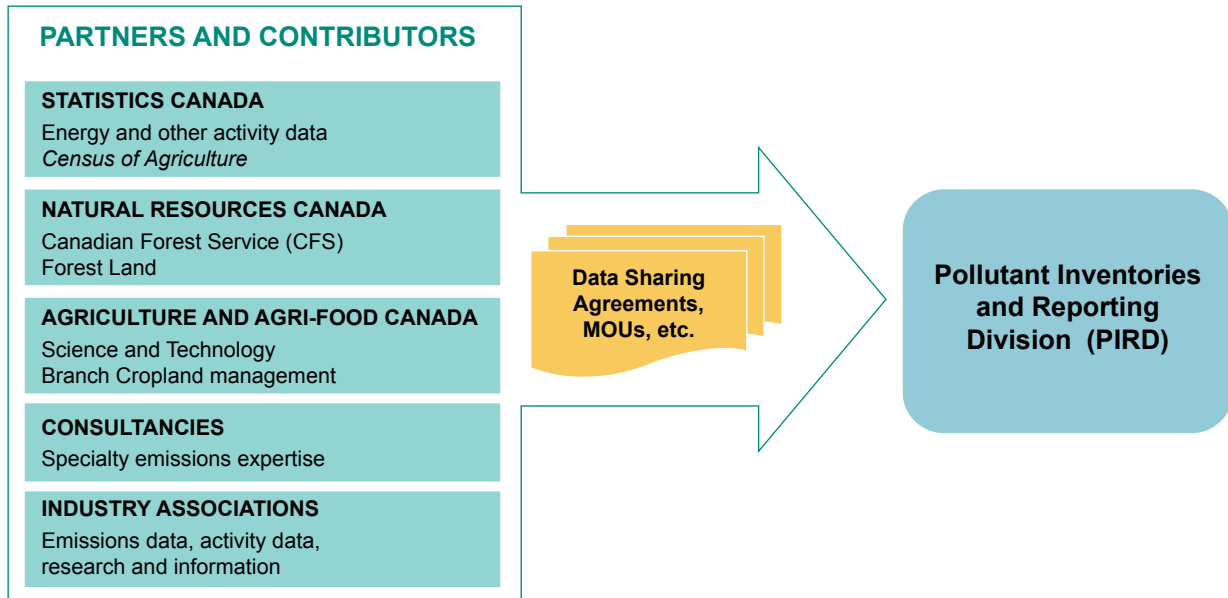 PARTNERS AND CONTRIBUTORS
STATISTICS CANADA
Energy and other activity data
Census of Agriculture
NATURAL RESOURCES CANADA
Canadian Forest Service (CFS)
Forest Land
AGRICULTURE AND AGRI-FOOD CANADA
Science and Technology
Branch Cropland management
CONSULTANCIES
Specialty emissions expertise
INDUSTRY ASSOCIATIONS
Emissions data, activity data,
research and information
Data Sharing
Agreements,
MOUs, etc.
Pollutant Inventories
and Reporting
Division (PIRD)